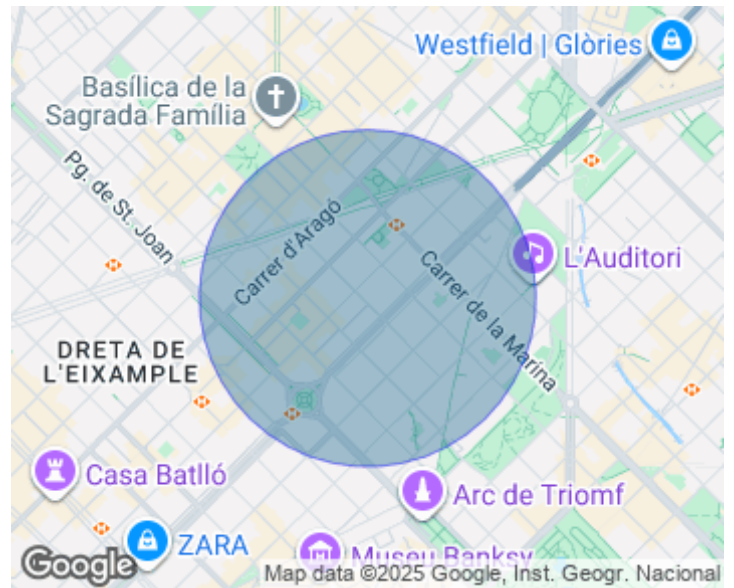 Westfield | Glòries
Basílica de la
Sagrada Família
Pg. de St. Joan
Carrer d'Aragó
L'Auditori
Carrer de la Marina
DRETA DE
L'EIXAMPLE
Casa Batlló
Arc de Triomf
ZARA
Museu Banksy
Google
Map data ©2025 Google, Inst. Geogr. Nacional